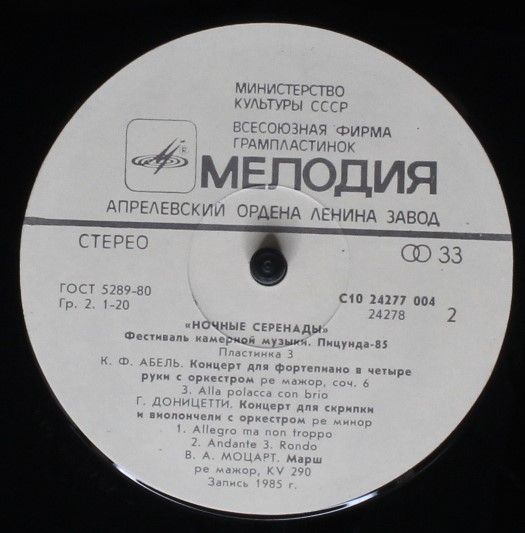 МИНИСТЕРСТВО
КУЛЬТУРЫ СССР
ВСЕСОЮЗНАЯ ФИРМА
ГРАМПЛАСТИНОК
R
МЕЛОДИЯ
АПРЕЛЕВСКИЙ ОРДЕНА ЛЕНИНА ЗАВОД
СТЕРЕО
33
ГОСТ 5289-80
Гр. 2. 1-20
С10 24277 004
24278
2
«НОЧНЫЕ СЕРЕНАДЫ»
Фестиваль камерной музыки. Пицунда-85
Пластинка 3
К. Ф. АБЕЛЬ. Концерт для фортепиано в четыре
руки с оркестром ре мажор, соч. 6
3. Alla polacca con brio
Г. ДОНИЦЕТТИ. Концерт для скрипки
и виолончели с оркестром ре минор
1. Allegro ma non troppo
2. Andante 3. Rondo
В. А. МОЦАРТ. Марш
ре мажор, KV 290
Запись 1985 г.